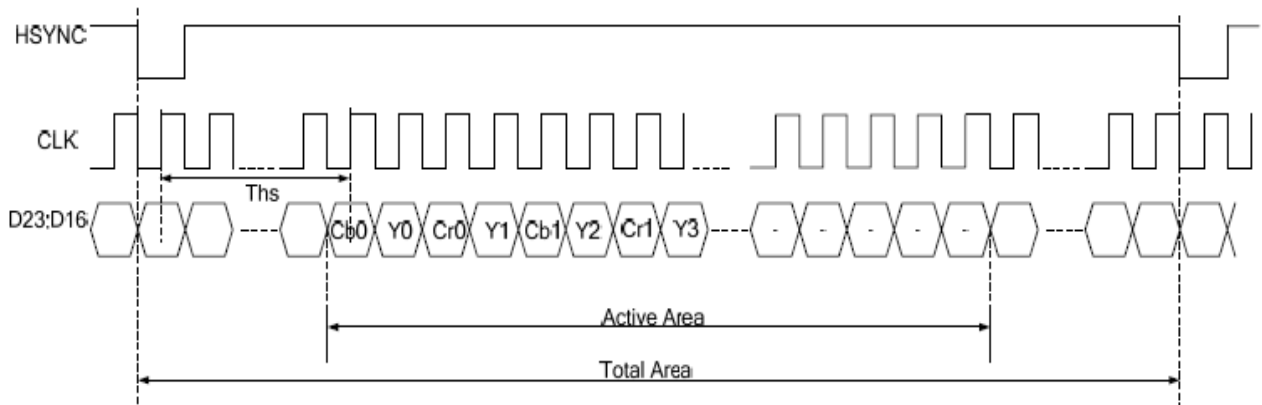 HSYNC
CLK
Ths
D23:D16
Cb0 Y0 Cr0 Y1 Cb1 Y2 Cr1 Y3 - - - - -
Active Area
Total Area